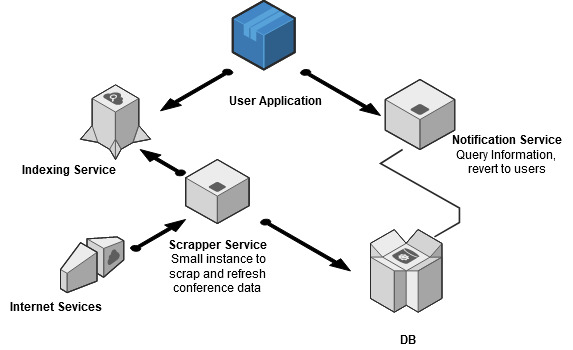 User Application
Notification Service
Query Information,
revert to users
Indexing Service
Scrapper Service
Small instance to
scrap and refresh
conference data
Internet Sevices
DB